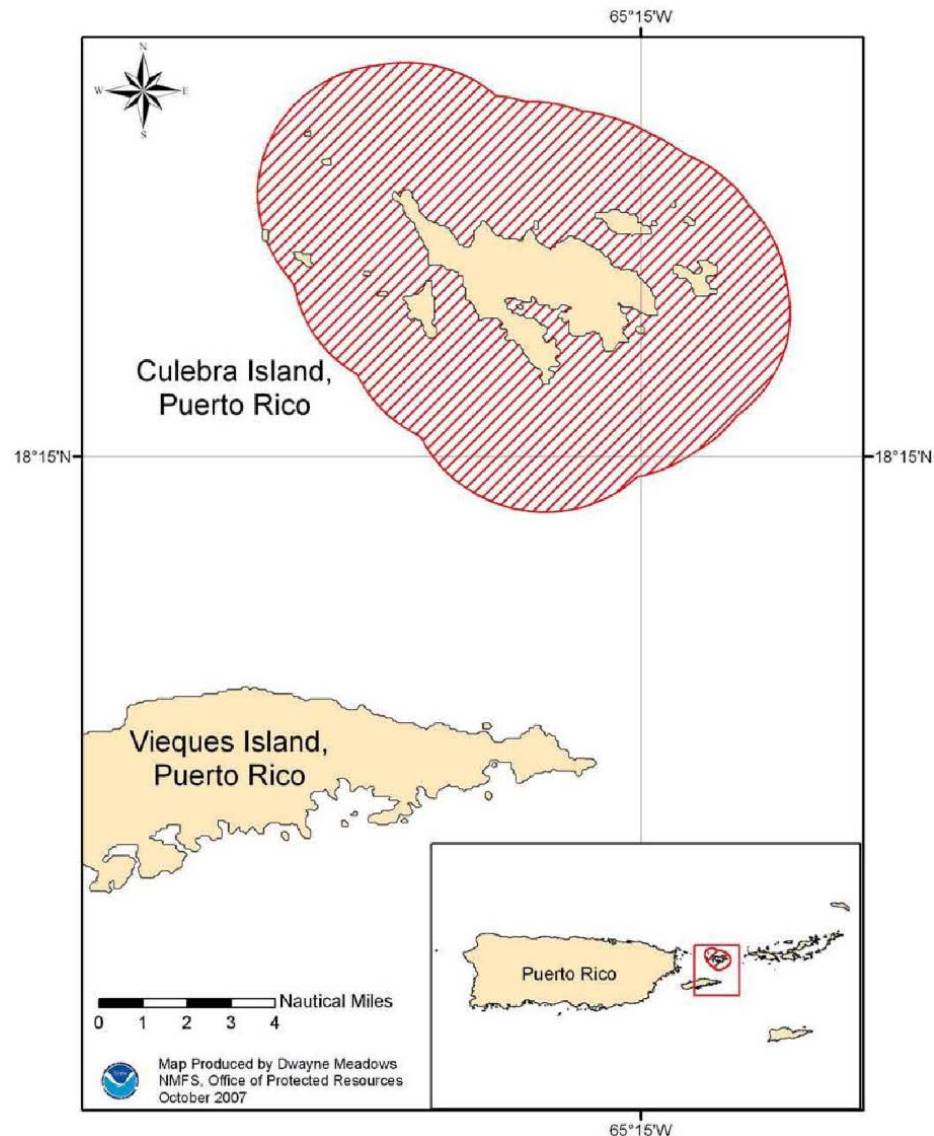 65°15'W
N
W E
S
Culebra Island,
Puerto Rico
18°15'N
18°15'N
Vieques Island,
Puerto Rico
Puerto Rico
Nautical Miles
0 1 2 3 4
Map Produced by Dwayne Meadows
NMFS, Office of Protected Resources
October 2007
65°15'W